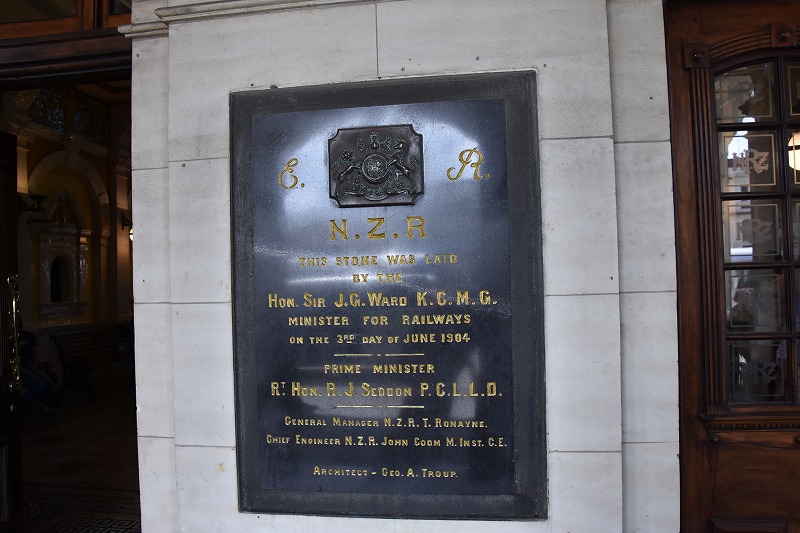 E. R.
N.Z.R
THIS STONE WAS LAID
BY THE
HON. SIR J.G. WARD K.C.M.G.
MINISTER FOR RAILWAYS
ON THE 3RD DAY OF JUNE 1904
PRIME MINISTER
RT HON. R.J. SEDDON P.C.L.L.D.
GENERAL MANAGER N.Z.R. T. RONAYNE.
CHIEF ENGINEER N.Z.R. JOHN COOM M. INST. C.E.
ARCHITECT - GEO. A. TROUP.
NZR